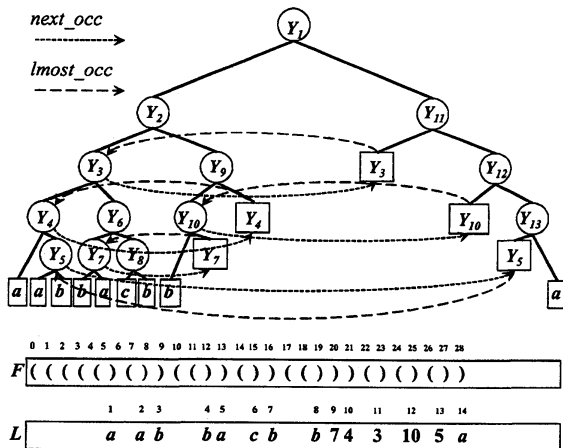 next_occ
lmost_occ
Y1
Y2 Y11
Y3 Y9 Y3 Y12
Y4 Y6 Y10 Y4 Y10 Y13
Y5 Y7 Y8 Y7 Y5
a a b b a c b b a
0 1 2 3 4 5 6 7 8 9 10 11 12 13 14 15 16 17 18 19 20 21 22 23 24 25 26 27 28
F
1 2 3 4 5 6 7 8 9 10 11 12 13 14
L a a b b a c b b 7 4 3 10 5 a